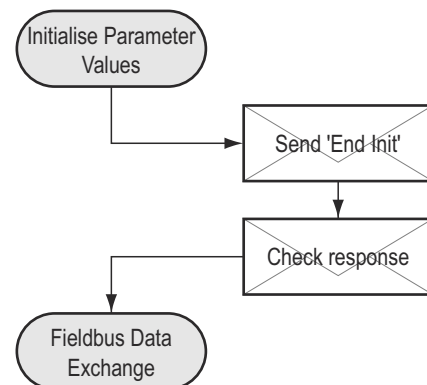 Initialise Parameter
Values
Send 'End Init'
Check response
Fieldbus Data
Exchange